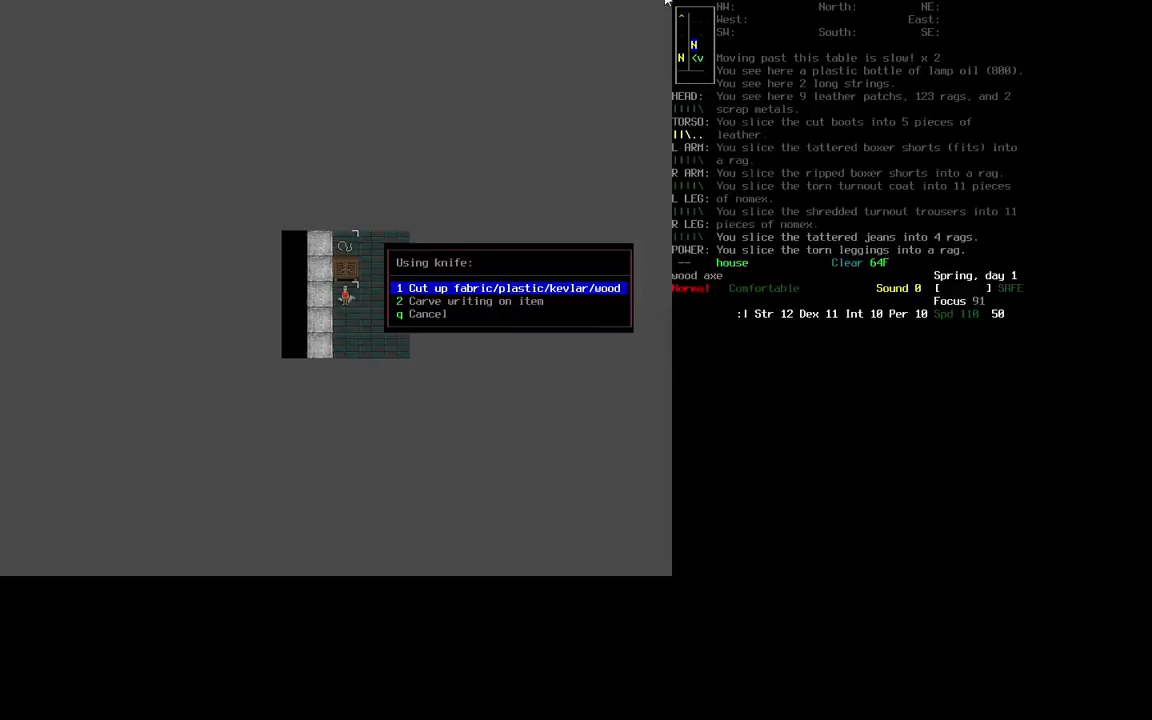 NW: North: NE:
West: East:
SW: South: SE:
^
N
N <v
Moving past this table is slow! x 2
You see here a plastic bottle of lamp oil (800).
You see here 2 long strings.
HEAD: You see here 9 leather patchs, 123 rags, and 2
||||\ scrap metals.
TORSO: You slice the cut boots into 5 pieces of
||\.. leather.
L ARM: You slice the tattered boxer shorts (fits) into
||||\ a rag.
R ARM: You slice the ripped boxer shorts into a rag.
||||\ You slice the torn turnout coat into 11 pieces
L LEG: of nomex.
||||\ You slice the shredded turnout trousers into 11
R LEG: pieces of nomex.
||||\ You slice the tattered jeans into 4 rags.
POWER: You slice the torn leggings into a rag.
-- house Clear 64F
wood axe Spring, day 1
Normal Comfortable Sound 0 [ ] SAFE
Focus 91
:| Str 12 Dex 11 Int 10 Per 10 Spd 110 50
Using knife:
1 Cut up fabric/plastic/kevlar/wood
2 Carve writing on item
q Cancel